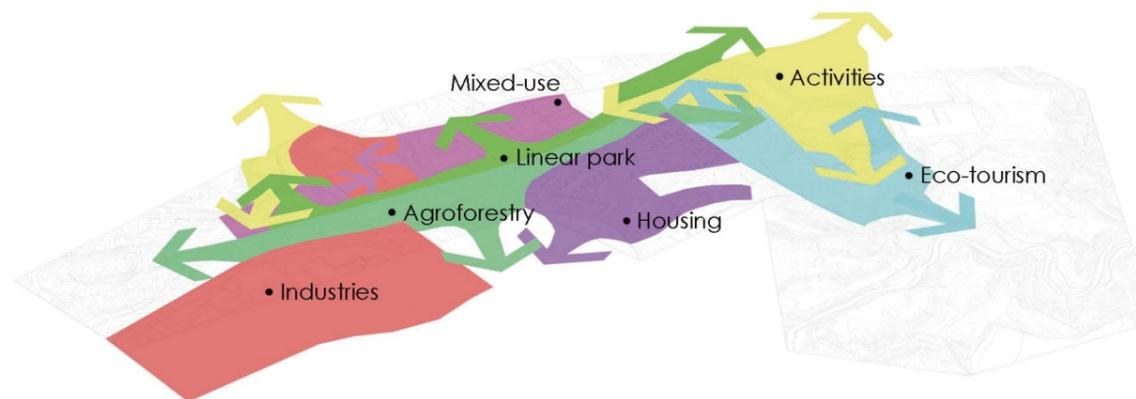 Activities
Mixed-use
Linear park
Eco-tourism
Agroforestry
Housing
Industries